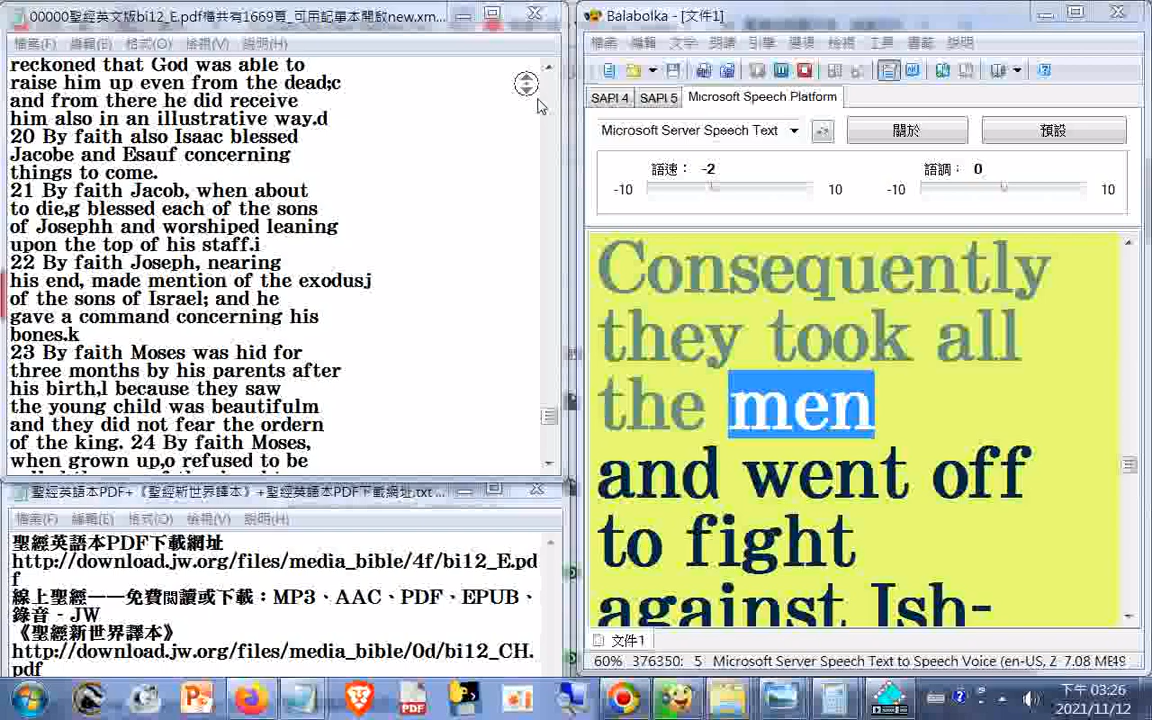 00000聖經英文版bi12_E.pdf檔共有1669頁_可用記事本開啟new.xm...
檔案(F) 編輯(E) 格式(O) 檢視(V) 說明(H)
reckoned that God was able to
raise him up even from the dead;c
and from there he did receive
him also in an illustrative way.d
20 By faith also Isaac blessed
Jacobe and Esauf concerning
things to come.
21 By faith Jacob, when about
to die,g blessed each of the sons
of Josephh and worshiped leaning
upon the top of his staff.i
22 By faith Joseph, nearing
his end, made mention of the exodusj
of the sons of Israel; and he
gave a command concerning his
bones.k
23 By faith Moses was hid for
three months by his parents after
his birth,l because they saw
the young child was beautifulm
and they did not fear the ordern
of the king. 24 By faith Moses,
when grown up,o refused to be
聖經英語本PDF+《聖經新世界譯本》+聖經英語本PDF下載網址.txt ...
檔案(F) 編輯(E) 格式(O) 檢視(V) 說明(H)
聖經英語本PDF下載網址
http://download.jw.org/files/media_bible/4f/bi12_E.pd
f
線上聖經——免費閱讀或下載：MP3、AAC、PDF、EPUB、
錄音 - JW
《聖經新世界譯本》
http://download.jw.org/files/media_bible/0d/bi12_CH.
pdf
Balabolka - [文件1]
檔案 編輯 文字 朗讀 引擎 選項 檢視 工具 書籤 說明
SAPI 4 SAPI 5 Microsoft Speech Platform
Microsoft Server Speech Text 關於 預設
語速： -2 語調： 0
-10 10 -10 10
Consequently
they took all
the men
and went off
to fight
against Ish-
文件1
60% 376350: 5 Microsoft Server Speech Text to Speech Voice (en-US, Z 7.08 ME49
下午 03:26
2021/11/12